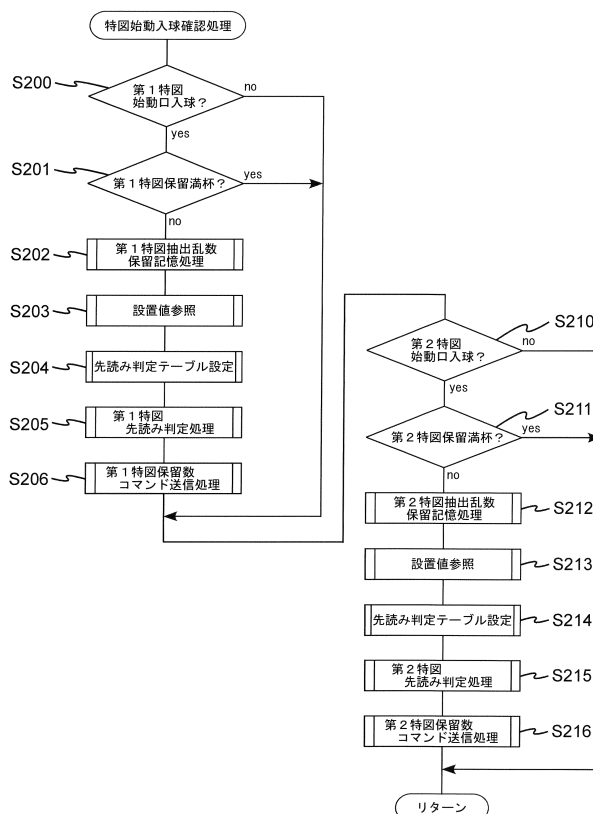 特図始動入球確認処理
S200
第１特図
始動口入球？
no
yes
S201
第１特図保留満杯？
yes
no
S202
第１特図抽出乱数
保留記憶処理
S203
設置値参照
S204
先読み判定テーブル設定
S205
第１特図
先読み判定処理
S206
第１特図保留数
コマンド送信処理
S210
第２特図
始動口入球？
no
yes
S211
第２特図保留満杯？
yes
no
S212
第２特図抽出乱数
保留記憶処理
S213
設置値参照
S214
先読み判定テーブル設定
S215
第２特図
先読み判定処理
S216
第２特図保留数
コマンド送信処理
リターン